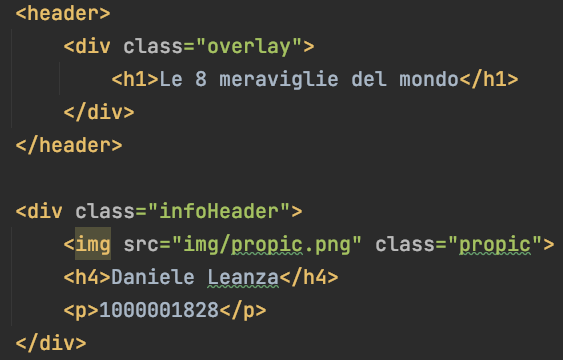 <header>
<div class="overlay">
<h1>Le 8 meraviglie del mondo</h1>
</div>
</header>
<div class="infoHeader">
<img src="img/propic.png" class="propic">
<h4>Daniele Leanza</h4>
<p>1000001828</p>
</div>